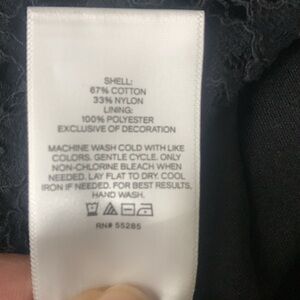 SHELL:
67% COTTON
33% NYLON
LINING:
100% POLYESTER
EXCLUSIVE OF DECORATION
MACHINE WASH COLD WITH LIKE
COLORS. GENTLE CYCLE. ONLY
NON-CHLORINE BLEACH WHEN
NEEDED. LAY FLAT TO DRY. COOL
IRON IF NEEDED. FOR BEST RESULTS,
HAND WASH.
RN# 55285